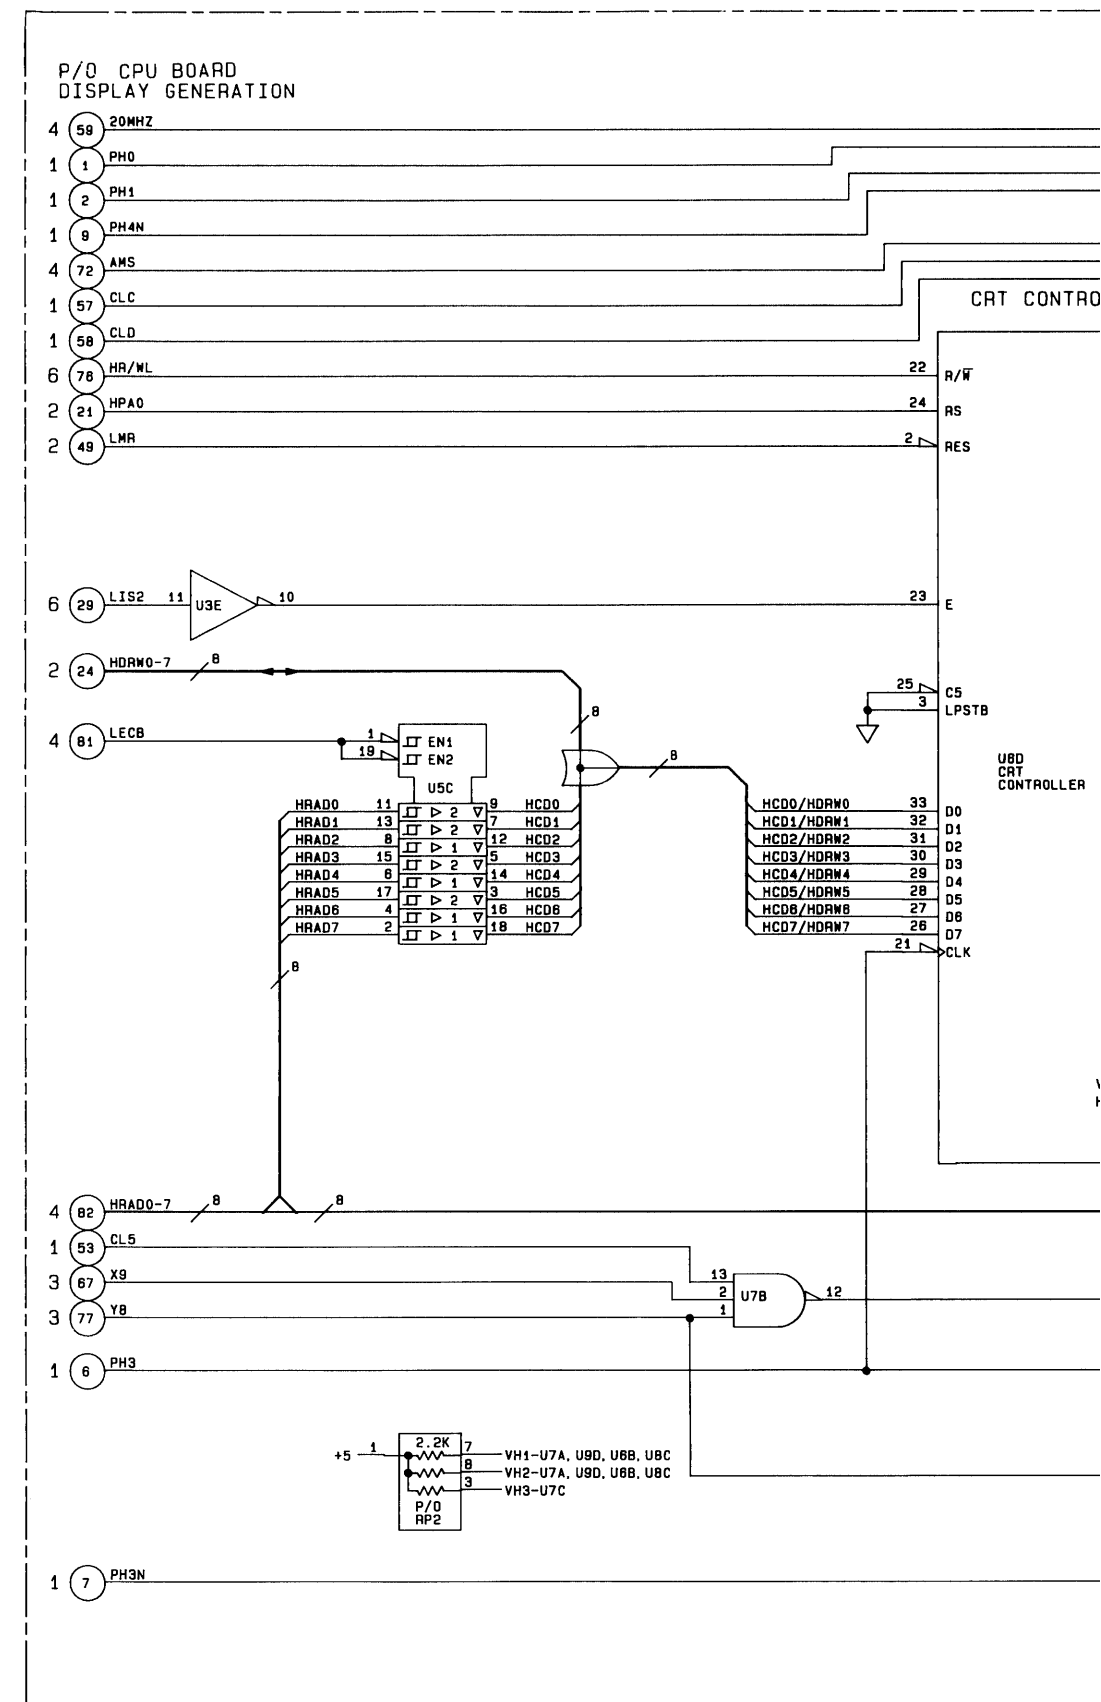 P/O CPU BOARD
DISPLAY GENERATION
4 59 20MHZ
1 1 PH0
1 2 PH1
1 9 PH4N
4 72 AMS
1 57 CLC
CRT CONTRO
1 58 CLD
6 78 HR/WL 22 R/W̅
2 21 HPA0 24 RS
2 49 LMR 2 RES
6 29 LIS2 11 U3E 10 23 E
2 24 HDRW0-7 8
25 C5
3 LPSTB
8
4 81 LECB 1 EN1
19 EN2
8
U8D
CRT
CONTROLLER
U5C
HRAD0 11 2 9 HCD0 HCD0/HDRW0 33 D0
HRAD1 13 2 7 HCD1 HCD1/HDRW1 32 D1
HRAD2 8 1 12 HCD2 HCD2/HDRW2 31 D2
HRAD3 15 2 5 HCD3 HCD3/HDRW3 30 D3
HRAD4 6 1 14 HCD4 HCD4/HDRW4 29 D4
HRAD5 17 2 3 HCD5 HCD5/HDRW5 28 D5
HRAD6 4 1 16 HCD6 HCD6/HDRW6 27 D6
HRAD7 2 1 18 HCD7 HCD7/HDRW7 26 D7
21 CLK
8
4 82 HRAD0-7 8 8
1 53 CL5
13
3 67 X9 2 U7B 12
3 77 Y8 1
1 6 PH3
+5 1 2.2K 7 VH1-U7A, U9D, U6B, U8C
8 VH2-U7A, U9D, U6B, U8C
3 VH3-U7C
P/O
RP2
1 7 PH3N